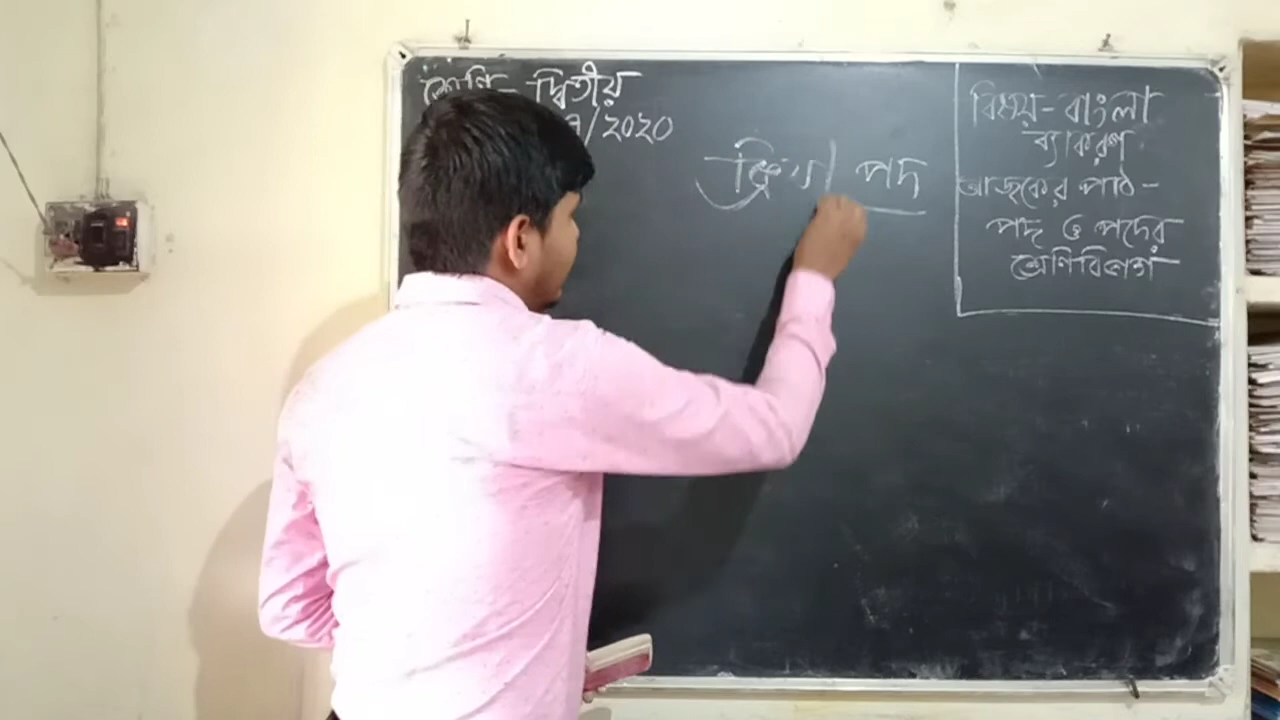 শ্রেণি - দ্বিতীয়
/২০২০
ক্রিয়া পদ
বিষয় - বাংলা
ব্যাকরণ
আজকের পাঠ -
পদ ও পদের
শ্রেণিবিভাগ